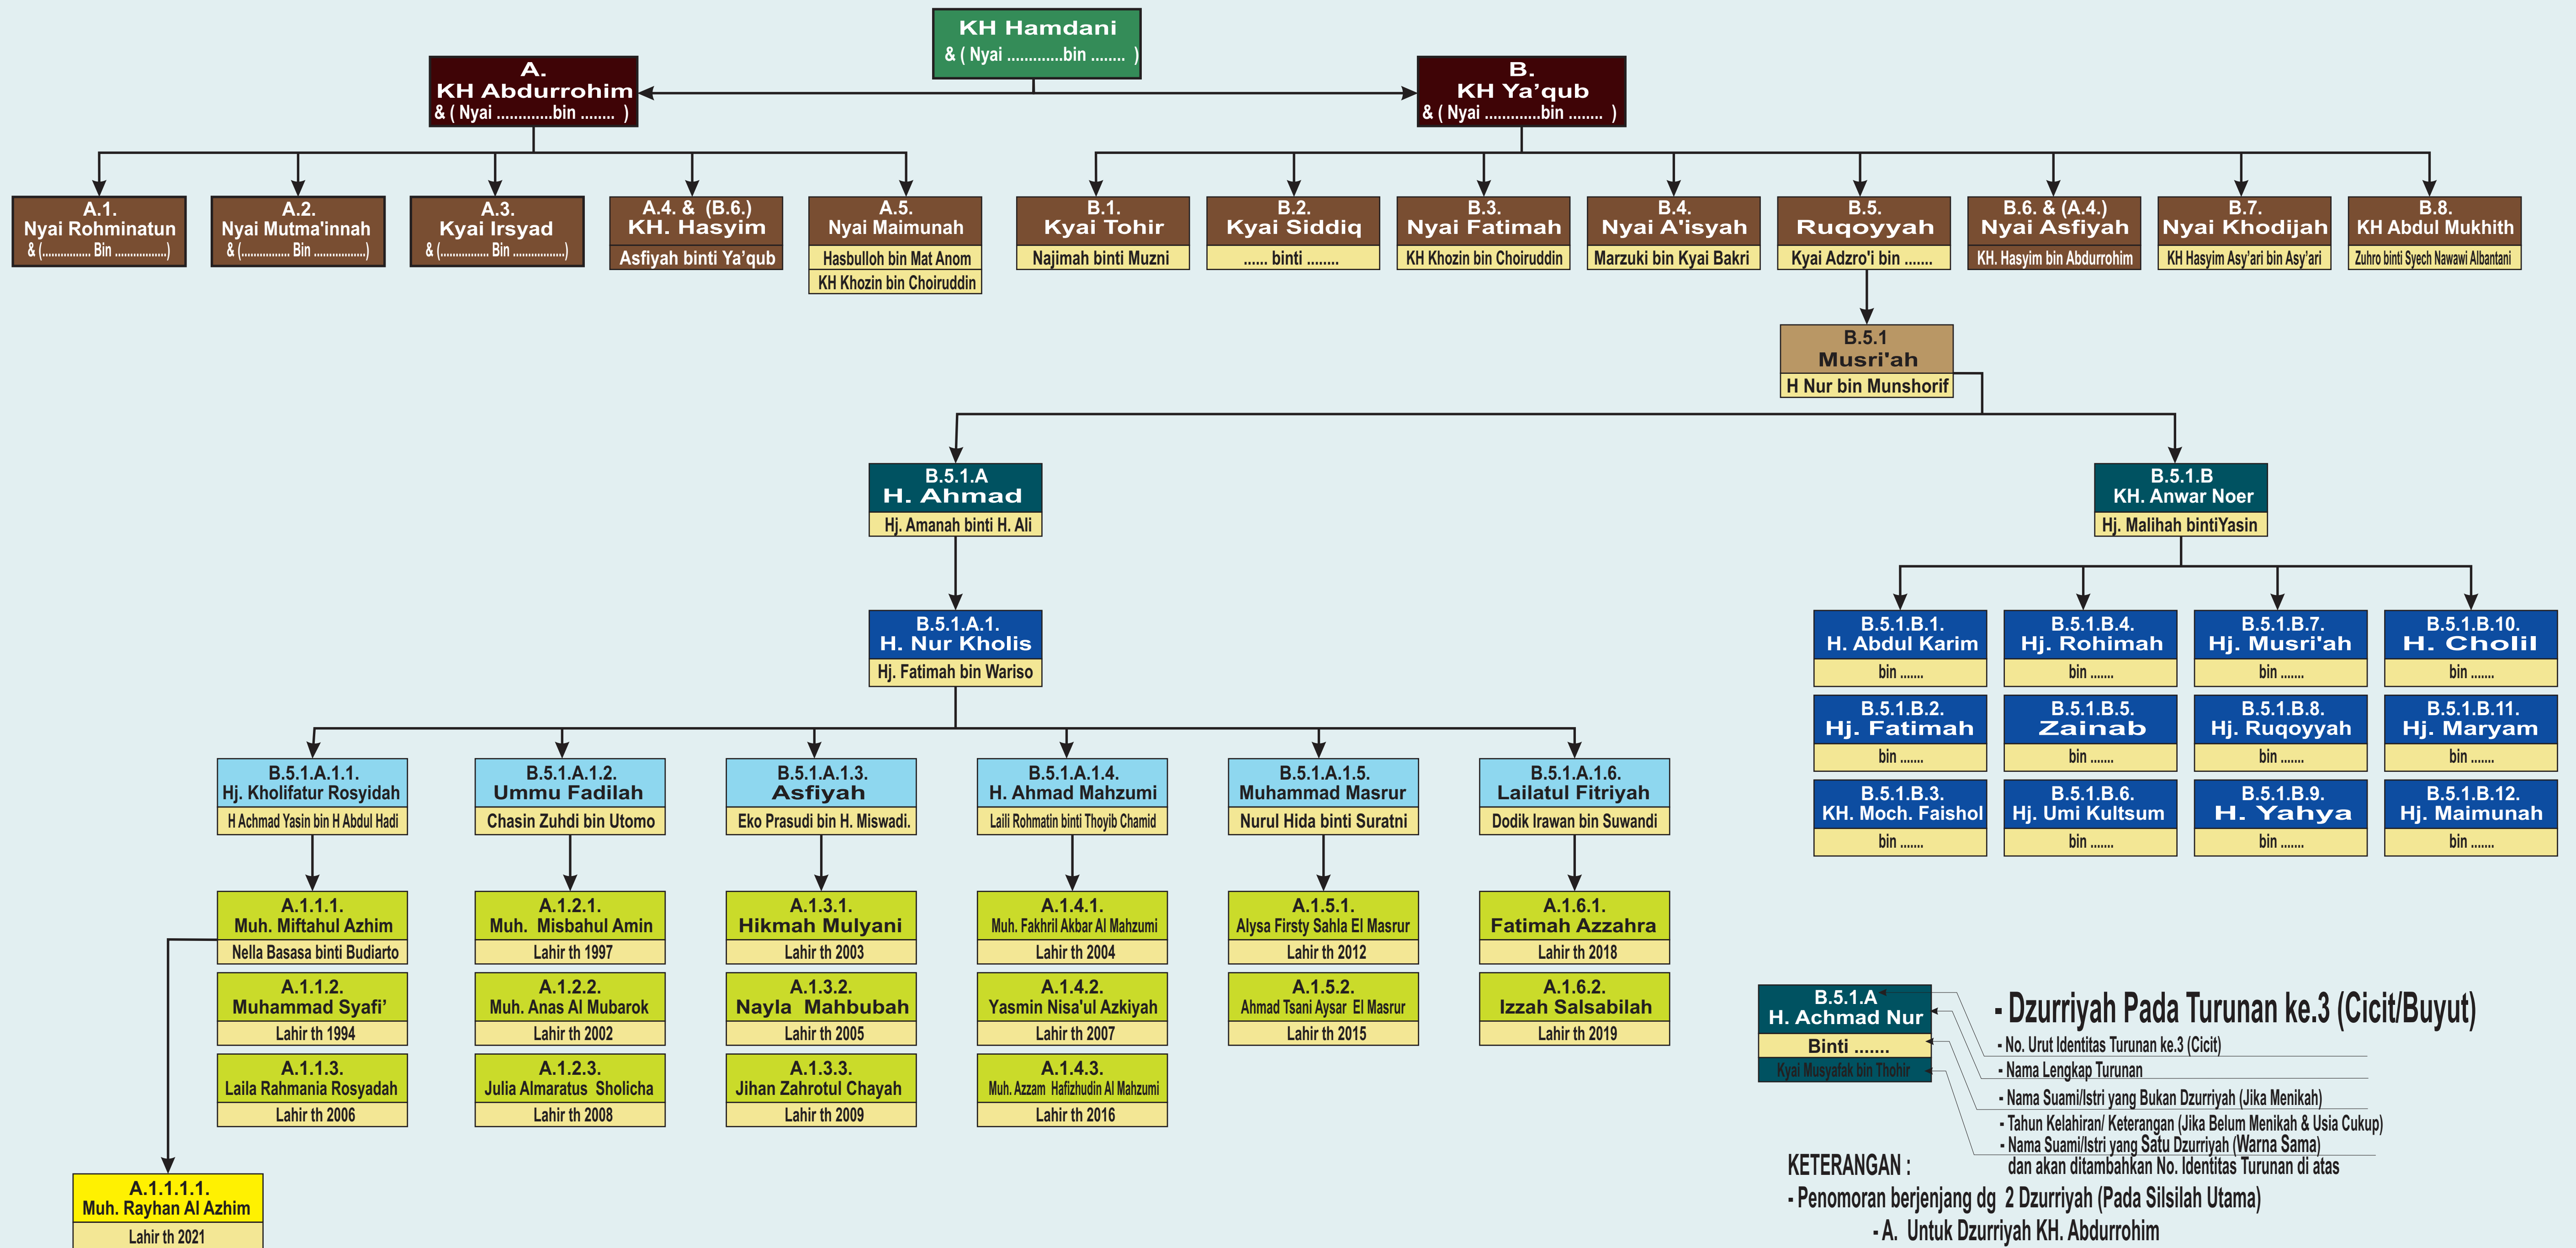 KH Hamdani
& ( Nyai .............bin ........ )
A.
KH Abdurrohim
& ( Nyai .............bin ........ )
B.
KH Ya’qub
& ( Nyai .............bin ........ )
A.1.
Nyai Rohminatun
& (................ Bin .................)
A.2.
Nyai Mutma'innah
& (................ Bin .................)
A.3.
Kyai Irsyad
& (................ Bin .................)
A.4. & (B.6.)
KH. Hasyim
Asfiyah binti Ya’qub
A.5.
Nyai Maimunah
Hasbulloh bin Mat Anom
KH Khozin bin Choiruddin
B.1.
Kyai Tohir
Najimah binti Muzni
B.2.
Kyai Siddiq
...... binti ........
B.3.
Nyai Fatimah
KH Khozin bin Choiruddin
B.4.
Nyai A'isyah
Marzuki bin Kyai Bakri
B.5.
Ruqoyyah
Kyai Adzro'i bin .......
B.6. & (A.4.)
Nyai Asfiyah
KH. Hasyim bin Abdurrohim
B.7.
Nyai Khodijah
KH Hasyim Asy’ari bin Asy’ari
B.8.
KH Abdul Mukhith
Zuhro binti Syech Nawawi Albantani
B.5.1
Musri'ah
H Nur bin Munshorif
B.5.1.A
H. Ahmad
Hj. Amanah binti H. Ali
B.5.1.B
KH. Anwar Noer
Hj. Malihah bintiYasin
B.5.1.A.1.
H. Nur Kholis
Hj. Fatimah bin Wariso
B.5.1.B.1.
H. Abdul Karim
bin .......
B.5.1.B.4.
Hj. Rohimah
bin .......
B.5.1.B.7.
Hj. Musri'ah
bin .......
B.5.1.B.10.
H. Cholil
bin .......
B.5.1.B.2.
Hj. Fatimah
bin .......
B.5.1.B.5.
Zainab
bin .......
B.5.1.B.8.
Hj. Ruqoyyah
bin .......
B.5.1.B.11.
Hj. Maryam
bin .......
B.5.1.B.3.
KH. Moch. Faishol
bin .......
B.5.1.B.6.
Hj. Umi Kultsum
bin .......
B.5.1.B.9.
H. Yahya
bin .......
B.5.1.B.12.
Hj. Maimunah
bin .......
B.5.1.A.1.1.
Hj. Kholifatur Rosyidah
H Achmad Yasin bin H Abdul Hadi
B.5.1.A.1.2.
Ummu Fadilah
Chasin Zuhdi bin Utomo
B.5.1.A.1.3.
Asfiyah
Eko Prasudi bin H. Miswadi.
B.5.1.A.1.4.
H. Ahmad Mahzumi
Laili Rohmatin binti Thoyib Chamid
B.5.1.A.1.5.
Muhammad Masrur
Nurul Hida binti Suratni
B.5.1.A.1.6.
Lailatul Fitriyah
Dodik Irawan bin Suwandi
A.1.1.1.
Muh. Miftahul Azhim
Nella Basasa binti Budiarto
A.1.2.1.
Muh. Misbahul Amin
Lahir th 1997
A.1.3.1.
Hikmah Mulyani
Lahir th 2003
A.1.4.1.
Muh. Fakhril Akbar Al Mahzumi
Lahir th 2004
A.1.5.1.
Alysa Firsty Sahla El Masrur
Lahir th 2012
A.1.6.1.
Fatimah Azzahra
Lahir th 2018
A.1.1.2.
Muhammad Syafi’
Lahir th 1994
A.1.2.2.
Muh. Anas Al Mubarok
Lahir th 2002
A.1.3.2.
Nayla Mahbubah
Lahir th 2005
A.1.4.2.
Yasmin Nisa'ul Azkiyah
Lahir th 2007
A.1.5.2.
Ahmad Tsani Aysar El Masrur
Lahir th 2015
A.1.6.2.
Izzah Salsabilah
Lahir th 2019
A.1.1.3.
Laila Rahmania Rosyadah
Lahir th 2006
A.1.2.3.
Julia Almaratus Sholicha
Lahir th 2008
A.1.3.3.
Jihan Zahrotul Chayah
Lahir th 2009
A.1.4.3.
Muh. Azzam Hafizhudin Al Mahzumi
Lahir th 2016
A.1.1.1.1.
Muh. Rayhan Al Azhim
Lahir th 2021
B.5.1.A
H. Achmad Nur
Binti .......
Kyai Musyafak bin Thohir
- Dzurriyah Pada Turunan ke.3 (Cicit/Buyut)
- No. Urut Identitas Turunan ke.3 (Cicit)
- Nama Lengkap Turunan
- Nama Suami/Istri yang Bukan Dzurriyah (Jika Menikah)
- Tahun Kelahiran/ Keterangan (Jika Belum Menikah & Usia Cukup)
- Nama Suami/Istri yang Satu Dzurriyah (Warna Sama)
dan akan ditambahkan No. Identitas Turunan di atas
KETERANGAN :
- Penomoran berjenjang dg 2 Dzurriyah (Pada Silsilah Utama)
- A. Untuk Dzurriyah KH. Abdurrohim